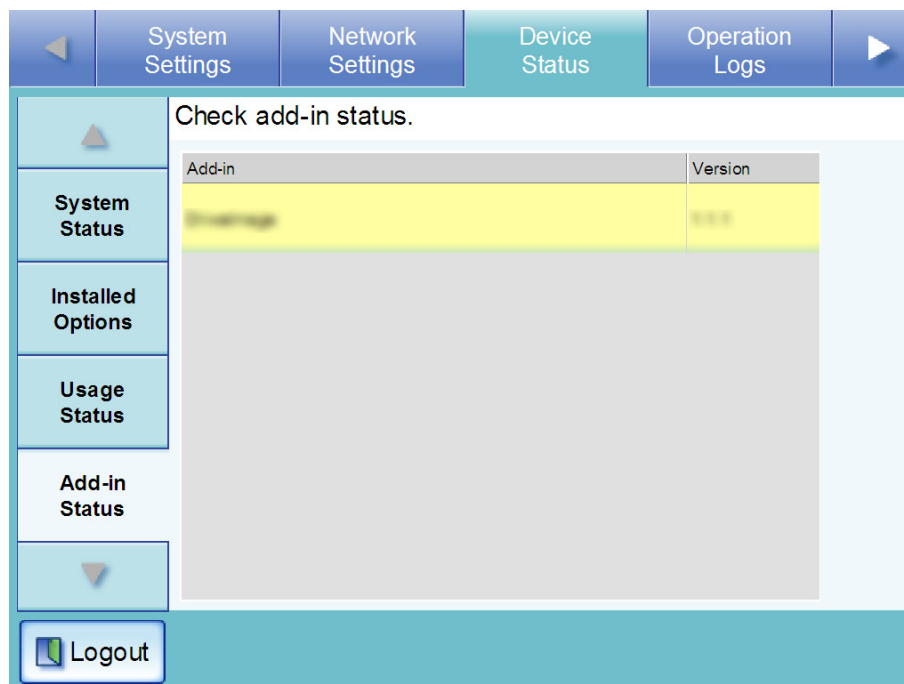 System
Settings
Network
Settings
Device
Status
Operation
Logs
Check add-in status.
Add-in Version
System
Status
Installed
Options
Usage
Status
Add-in
Status
Logout